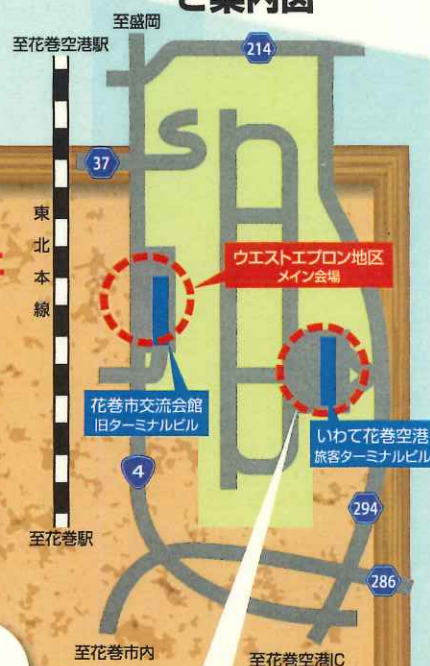 ご案内図
至盛岡
至花巻空港駅
214
37
東北本線
ウエストエプロン地区
メイン会場
花巻市交流会館
旧ターミナルビル
いわて花巻空港
旅客ターミナルビル
4
294
至花巻駅
286
至花巻市内
至花巻空港IC